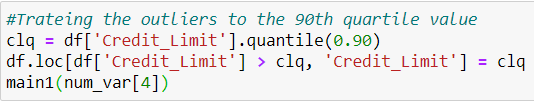 #Trateing the outliers to the 90th quartile value
clq = df['Credit_Limit'].quantile(0.90)
df.loc[df['Credit_Limit'] > clq, 'Credit_Limit'] = clq
main1(num_var[4])